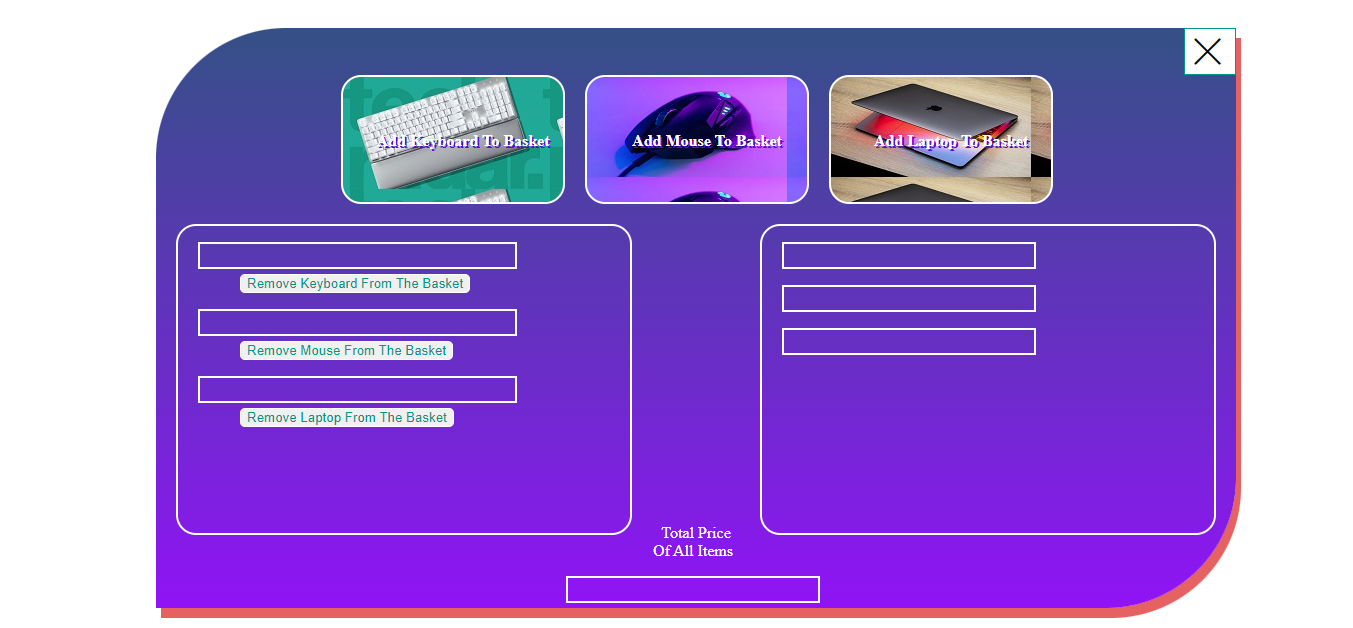 Add Keyboard To Basket
Add Mouse To Basket
Add Laptop To Basket
Remove Keyboard From The Basket
Remove Mouse From The Basket
Remove Laptop From The Basket
Total Price
Of All Items